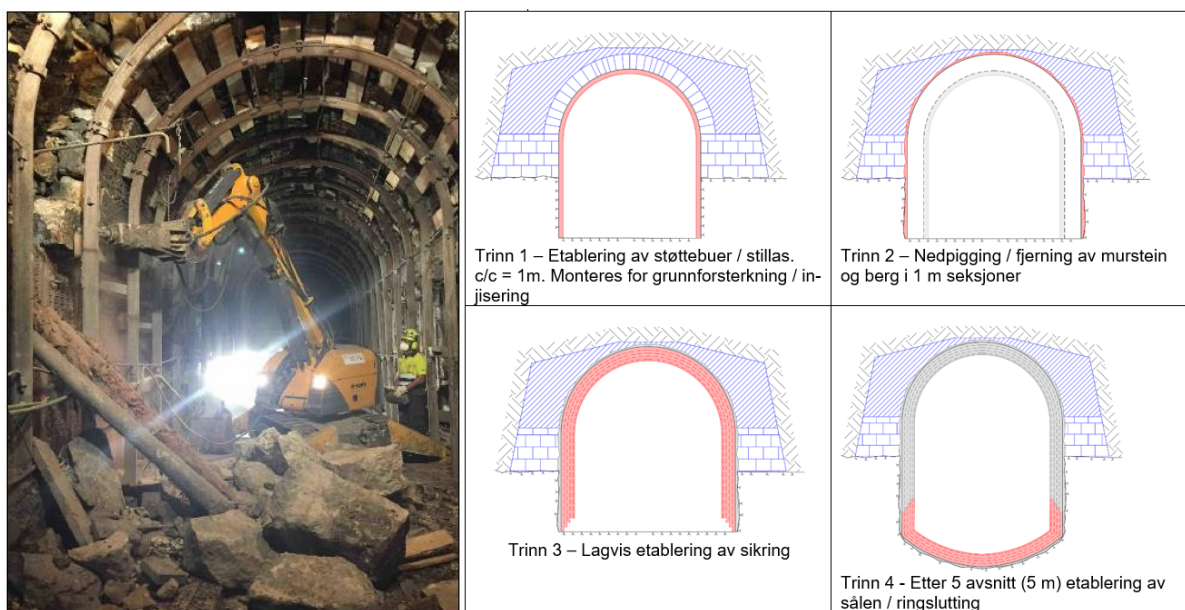 Trinn 1 – Etablering av støttebuer / stillas.
c/c = 1m. Monteres for grunnforsterkning / in-
jisering
Trinn 2 – Nedpigging / fjerning av murstein
og berg i 1 m seksjoner
Trinn 3 – Lagvis etablering av sikring
Trinn 4 - Etter 5 avsnitt (5 m) etablering av
sålen / ringslutting